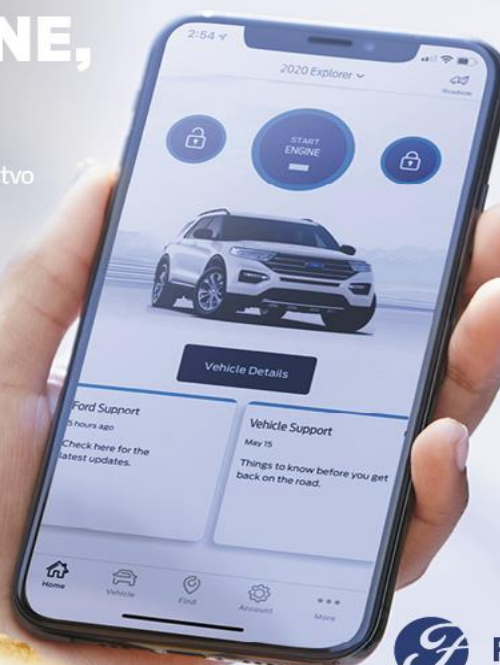 NE,
tvo
2:54
2020 Explorer
Roadside
START
ENGINE
Vehicle Details
Ford Support
5 hours ago
Check here for the
latest updates.
Vehicle Support
May 15
Things to know before you get
back on the road.
Home
Vehicle
Find
Account
More